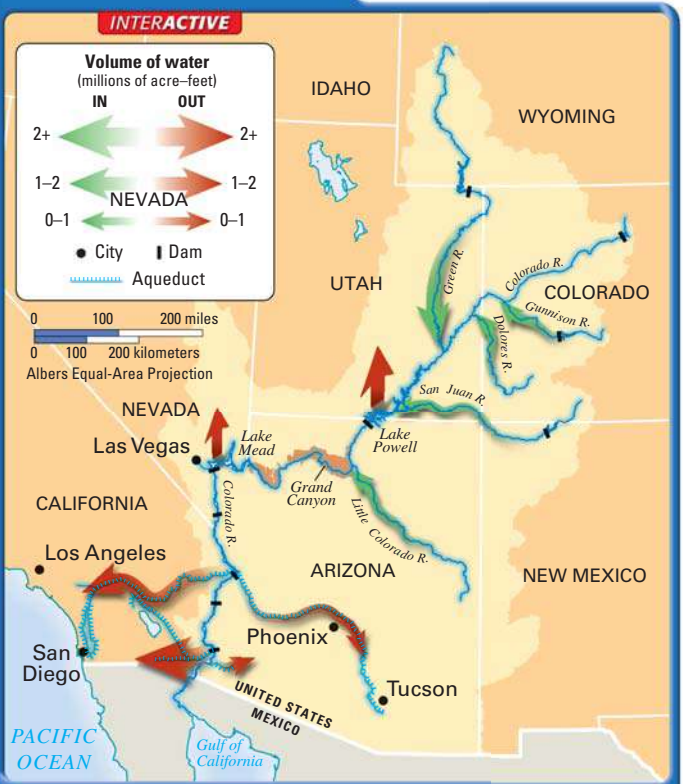 INTERACTIVE
Volume of water
(millions of acre–feet)
IN OUT
2+ 2+
1–2 1–2
NEVADA
0–1 0–1
City Dam
Aqueduct
0 100 200 miles
0 100 200 kilometers
Albers Equal-Area Projection
IDAHO
WYOMING
UTAH
Green R.
Colorado R.
COLORADO
Gunnison R.
Dolores R.
San Juan R.
NEVADA
Las Vegas
Lake
Mead
Lake
Powell
Grand
Canyon
Little Colorado R.
Colorado R.
CALIFORNIA
Los Angeles
ARIZONA
NEW MEXICO
Phoenix
San
Diego
Tucson
UNITED STATES
MEXICO
PACIFIC
OCEAN
Gulf of
California